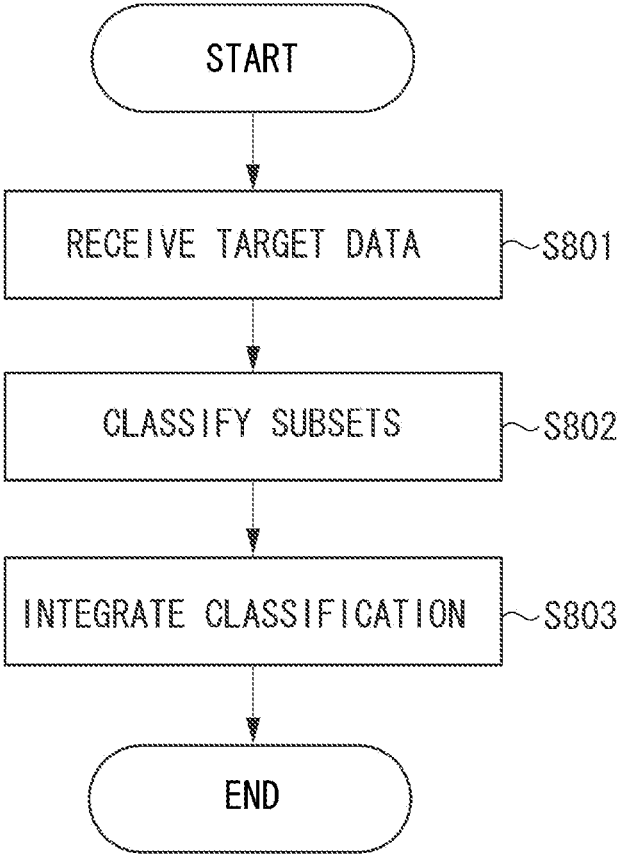 START
RECEIVE TARGET DATA
S801
CLASSIFY SUBSETS
S802
INTEGRATE CLASSIFICATION
S803
END